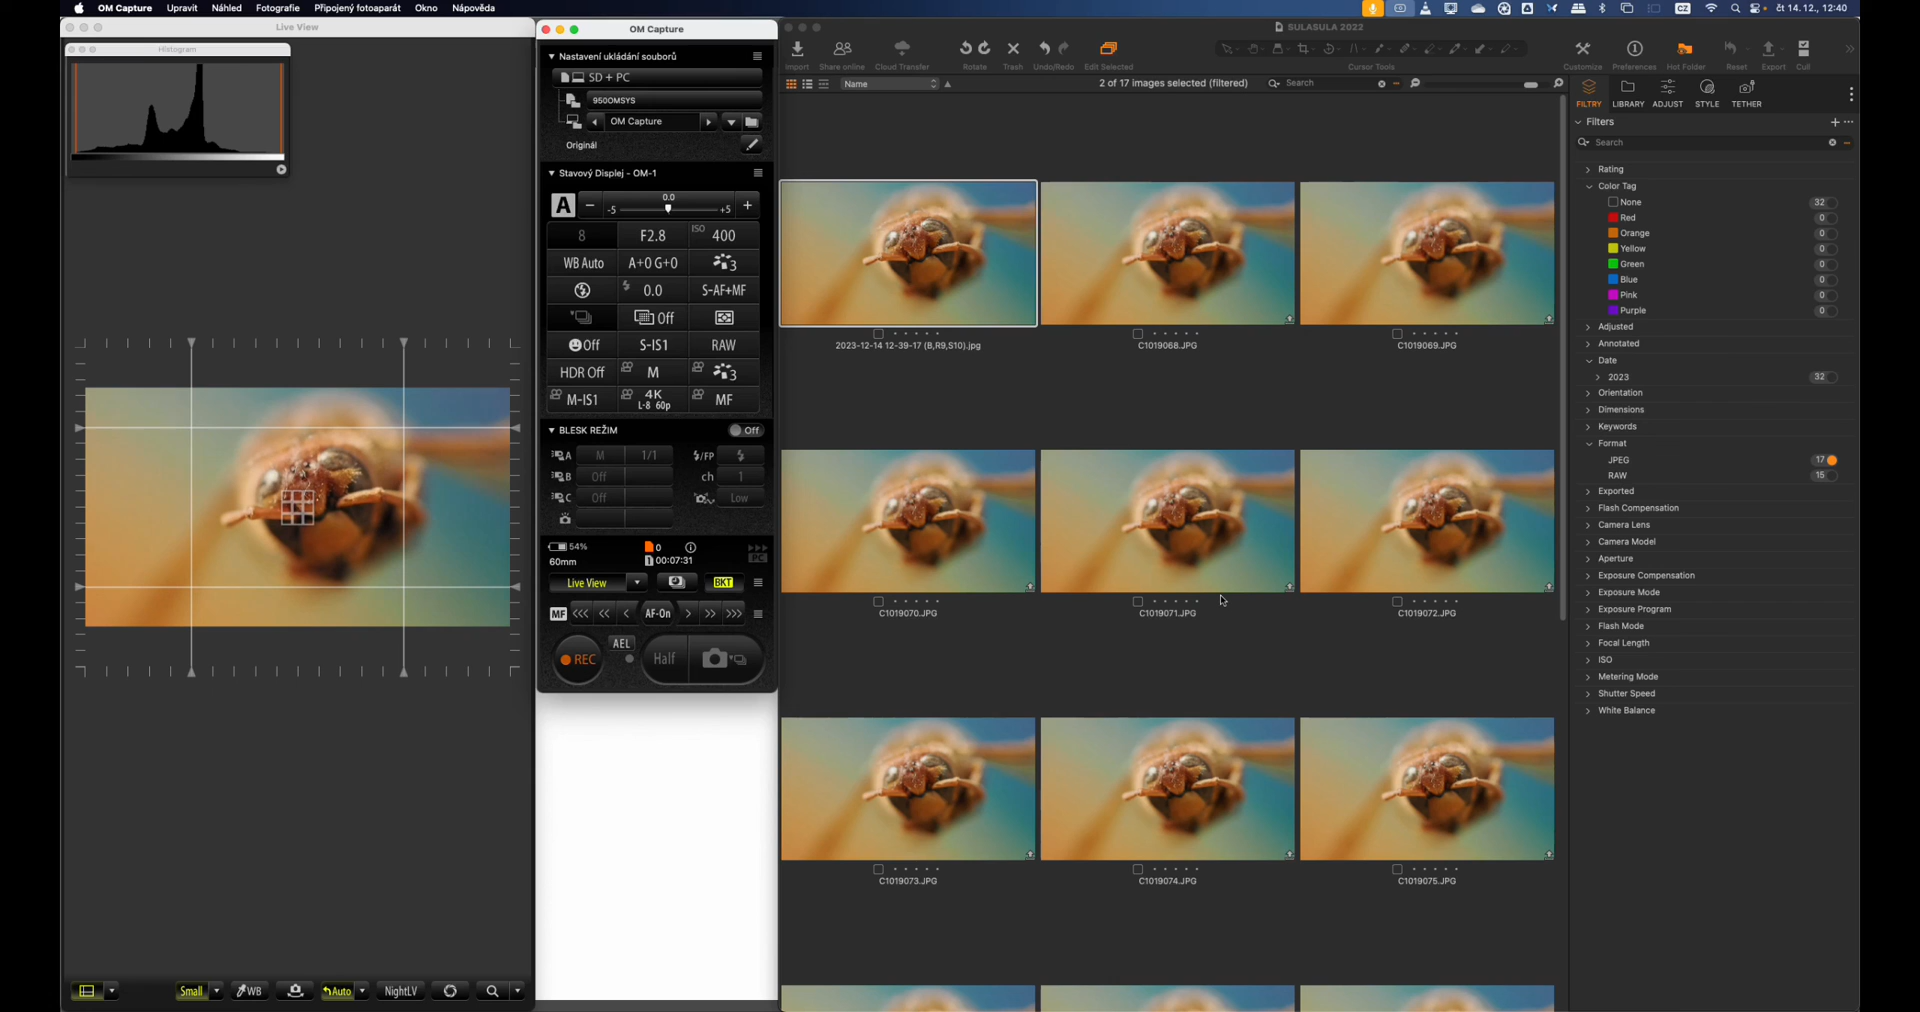 OM Capture Upravit Náhled Fotografie Připojený fotoaparát Okno Nápověda CZ čt 14. 12., 12:40
Live View
Histogram
Small WB Auto NightLV
OM Capture
Nastavení ukládání souborů
SD + PC
950OMSYS
OM Capture
Originál
Stavový Displej - OM-1
A 0.0 -5 +5
8 F2.8 ISO 400
WB Auto A+0 G+0 3
0.0 S-AF+MF
Off
Off S-IS1 RAW
HDR Off M 3
M-IS1 4K L-8 60p MF
BLESK REŽIM Off
A M 1/1 /FP
B Off ch 1
C Off Low
54% 0
60mm 1 00:07:31 PC
Live View BKT
MF AF-On
REC AEL Half
SULASULA 2022
Import Share online Cloud Transfer Rotate Trash Undo/Redo Edit Selected Cursor Tools Customize Preferences Hot Folder Reset Export Cull
Name 2 of 17 images selected (filtered) Search
2023-12-14 12-39-17 (B,R9,S10).jpg C1019068.JPG C1019069.JPG
C1019070.JPG C1019071.JPG C1019072.JPG
C1019073.JPG C1019074.JPG C1019075.JPG
FILTRY LIBRARY ADJUST STYLE TETHER
Filters
Search
Rating
Color Tag
None 32
Red 0
Orange 0
Yellow 0
Green 0
Blue 0
Pink 0
Purple 0
Adjusted
Annotated
Date
2023 32
Orientation
Dimensions
Keywords
Format
JPEG 17
RAW 15
Exported
Flash Compensation
Camera Lens
Camera Model
Aperture
Exposure Compensation
Exposure Mode
Exposure Program
Flash Mode
Focal Length
ISO
Metering Mode
Shutter Speed
White Balance